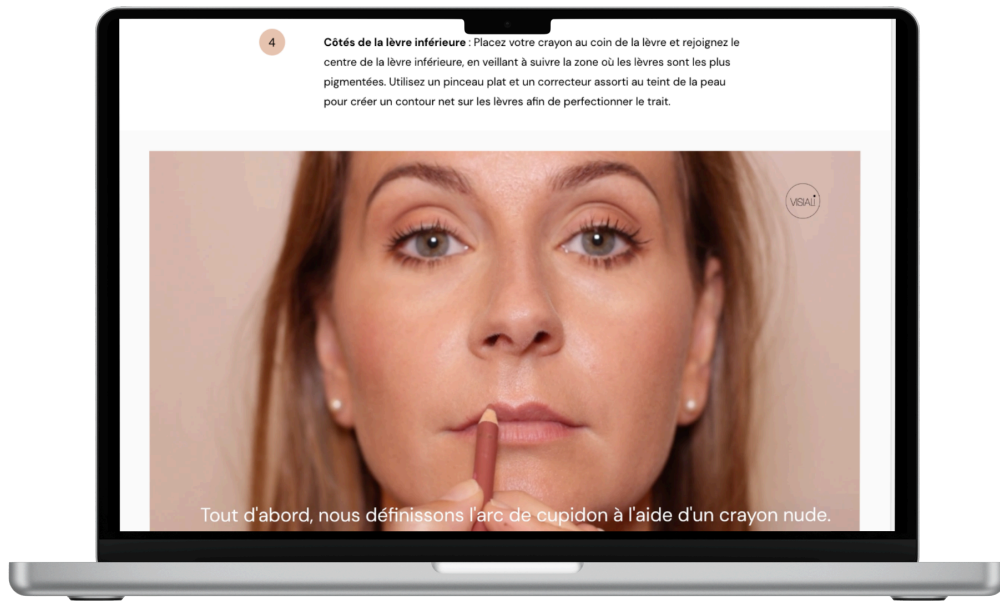 4
Côtés de la lèvre inférieure : Placez votre crayon au coin de la lèvre et rejoignez le
centre de la lèvre inférieure, en veillant à suivre la zone où les lèvres sont les plus
pigmentées. Utilisez un pinceau plat et un correcteur assorti au teint de la peau
pour créer un contour net sur les lèvres afin de perfectionner le trait.
VISIALI
Tout d'abord, nous définissons l'arc de cupidon à l'aide d'un crayon nude.